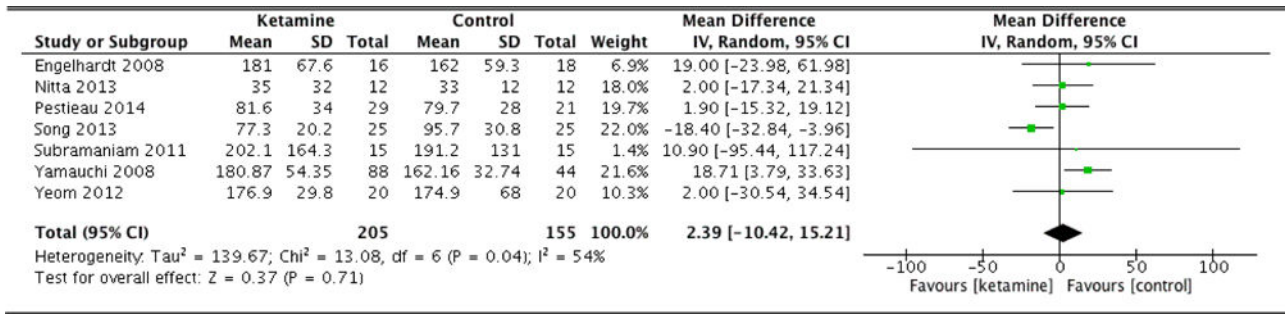 Ketamine Control Mean Difference Mean Difference
Study or Subgroup Mean SD Total Mean SD Total Weight IV, Random, 95% CI IV, Random, 95% CI
Engelhardt 2008 181 67.6 16 162 59.3 18 6.9% 19.00 [-23.98, 61.98]
Nitta 2013 35 32 12 33 12 12 18.0% 2.00 [-17.34, 21.34]
Pestieau 2014 81.6 34 29 79.7 28 21 19.7% 1.90 [-15.32, 19.12]
Song 2013 77.3 20.2 25 95.7 30.8 25 22.0% -18.40 [-32.84, -3.96]
Subramaniam 2011 202.1 164.3 15 191.2 131 15 1.4% 10.90 [-95.44, 117.24]
Yamauchi 2008 180.87 54.35 88 162.16 32.74 44 21.6% 18.71 [3.79, 33.63]
Yeom 2012 176.9 29.8 20 174.9 68 20 10.3% 2.00 [-30.54, 34.54]
Total (95% CI) 205 155 100.0% 2.39 [-10.42, 15.21]
Heterogeneity: Tau² = 139.67; Chi² = 13.08, df = 6 (P = 0.04); I² = 54%
Test for overall effect: Z = 0.37 (P = 0.71)
-100 -50 0 50 100
Favours [ketamine] Favours [control]